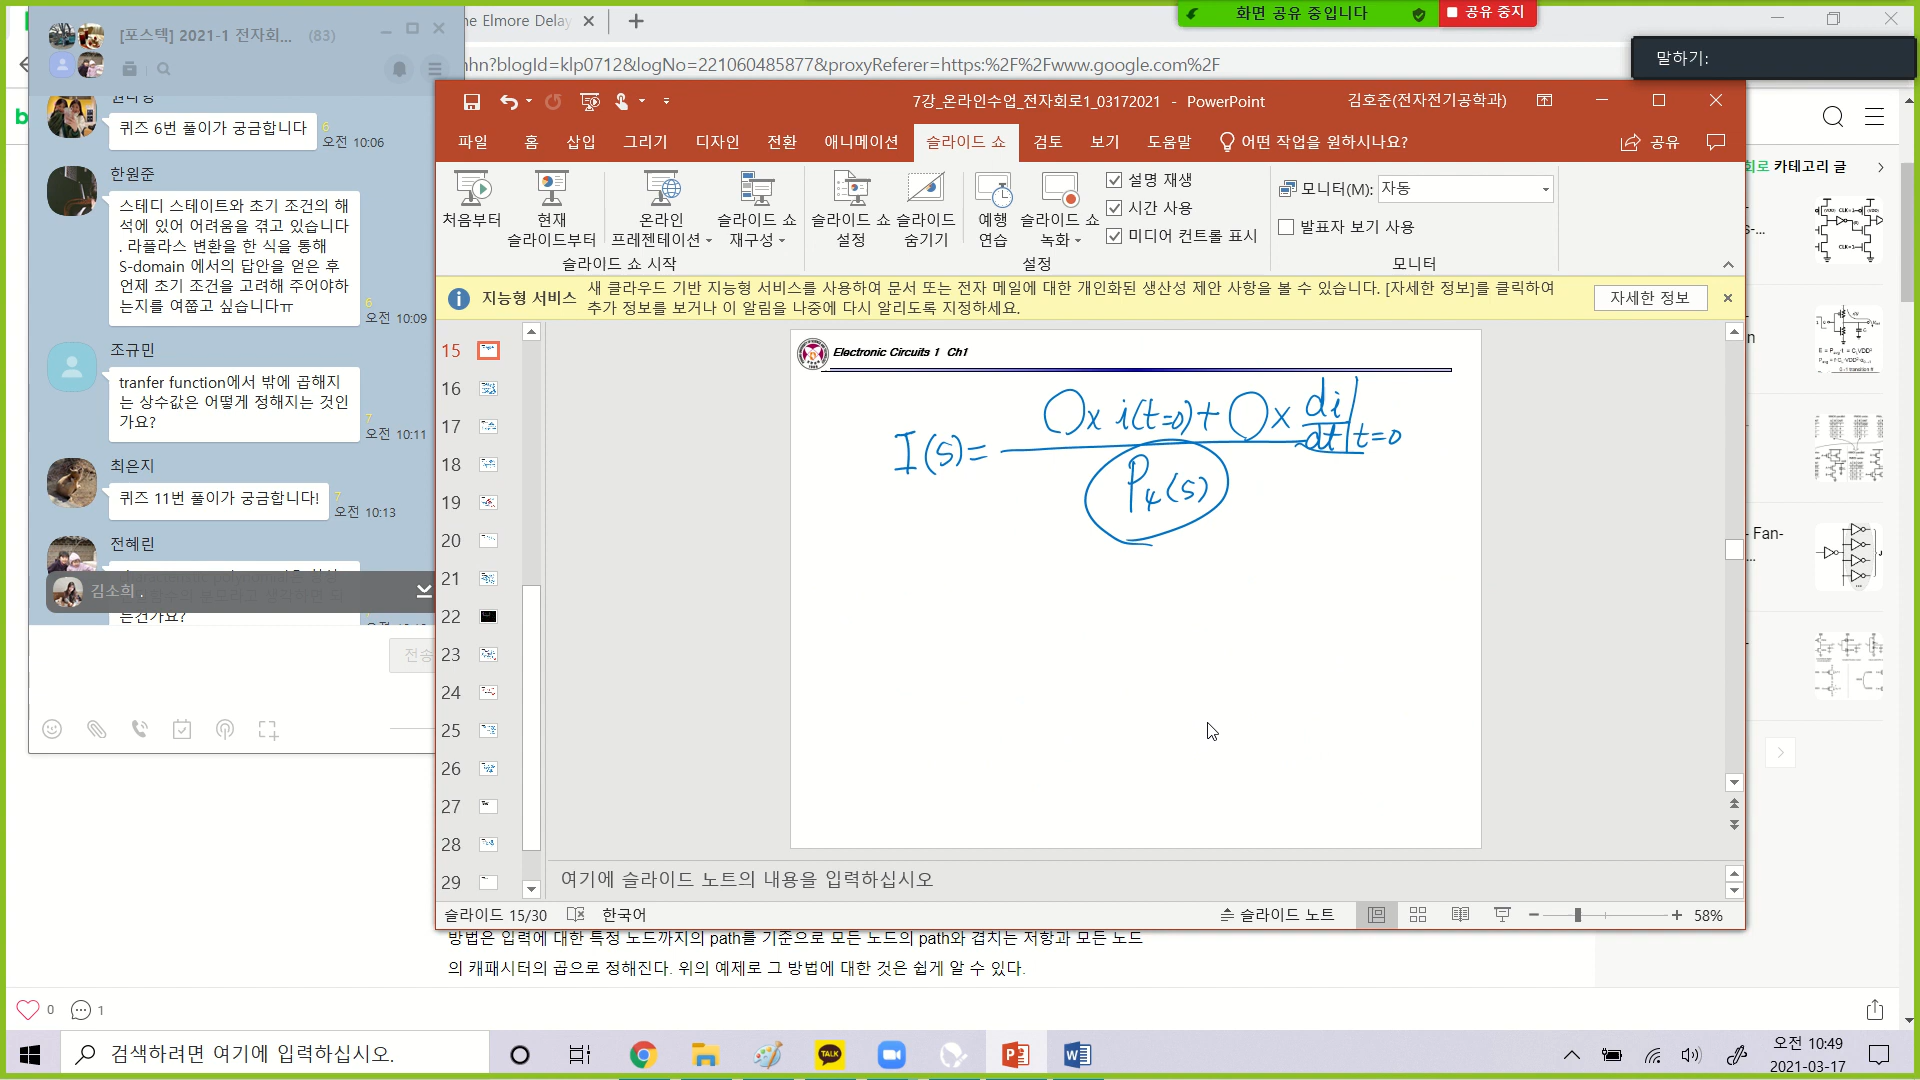 [포스텍] 2021-1 전자회... (83)
퀴즈 6번 풀이가 궁금합니다
6
오전 10:06
한원준
스테디 스테이트와 초기 조건의 해
석에 있어 어려움을 겪고 있습니다
. 라플라스 변환을 한 식을 통해
S-domain 에서의 답안을 얻은 후
언제 초기 조건을 고려해 주어야하
는지를 여쭙고 싶습니다ㅠ
6
오전 10:09
조규민
tranfer function에서 밖에 곱해지
는 상수값은 어떻게 정해지는 것인
가요?
7
오전 10:11
최은지
퀴즈 11번 풀이가 궁금합니다!
7
오전 10:13
전혜린
김소희 .
는건가요?
전송
he Elmore Delay
화면 공유 중입니다
공유 중지
말하기:
nhn?blogId=klp0712&logNo=221060485877&proxyReferer=https:%2F%2Fwww.google.com%2F
7강_온라인수업_전자회로1_03172021 - PowerPoint
김호준(전자전기공학과)
파일 홈 삽입 그리기 디자인 전환 애니메이션 슬라이드 쇼 검토 보기 도움말 어떤 작업을 원하시나요?
공유
처음부터
현재
슬라이드부터
온라인
프레젠테이션
슬라이드 쇼
재구성
슬라이드 쇼
설정
슬라이드
숨기기
예행
연습
슬라이드 쇼
녹화
설명 재생
시간 사용
미디어 컨트롤 표시
모니터(M): 자동
발표자 보기 사용
슬라이드 쇼 시작
설정
모니터
지능형 서비스
새 클라우드 기반 지능형 서비스를 사용하여 문서 또는 전자 메일에 대한 개인화된 생산성 제안 사항을 볼 수 있습니다. [자세한 정보]를 클릭하여
추가 정보를 보거나 이 알림을 나중에 다시 알리도록 지정하세요.
자세한 정보
15
16
17
18
19
20
21
22
23
24
25
26
27
28
29
Electronic Circuits 1 Ch1
I(s)= ◯x i(t=0)+ ◯x di/dt|t=0
P4(s)
여기에 슬라이드 노트의 내용을 입력하십시오
슬라이드 15/30 한국어
슬라이드 노트
58%
회로 카테고리 글
- Fan-
방법은 입력에 대한 특정 노드까지의 path를 기준으로 모든 노드의 path와 겹치는 저항과 모든 노드
의 캐패시터의 곱으로 정해진다. 위의 예제로 그 방법에 대한 것은 쉽게 알 수 있다.
0
1
검색하려면 여기에 입력하십시오.
TALK
오전 10:49
2021-03-17